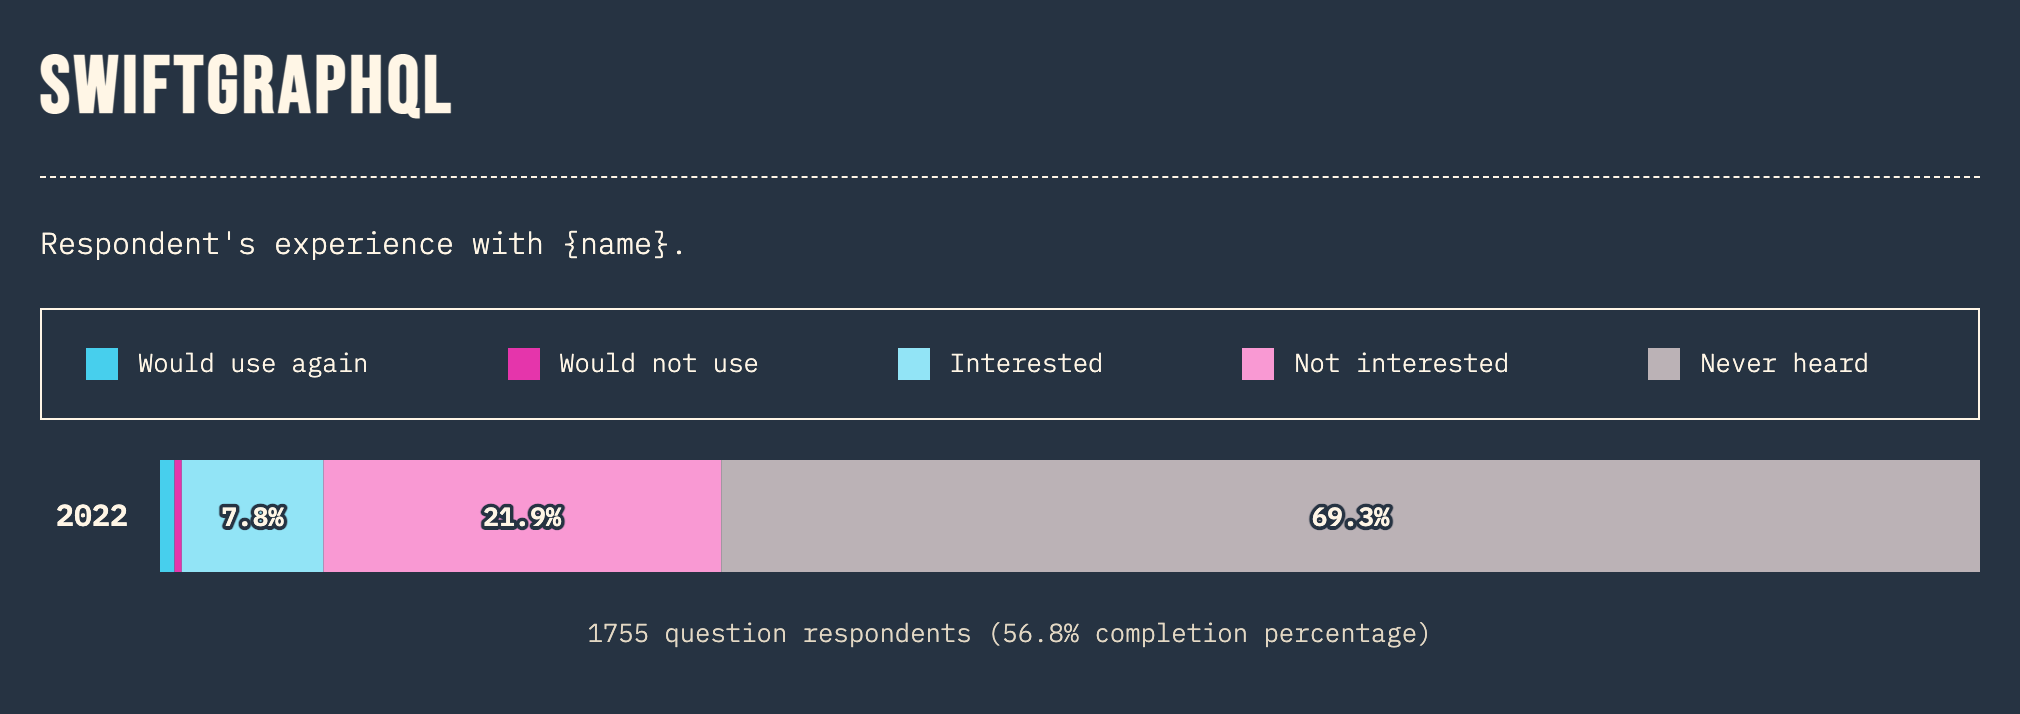 SWIFTGRAPHQL
Respondent's experience with {name}.
Would use again Would not use Interested Not interested Never heard
2022 7.8% 21.9% 69.3%
1755 question respondents (56.8% completion percentage)